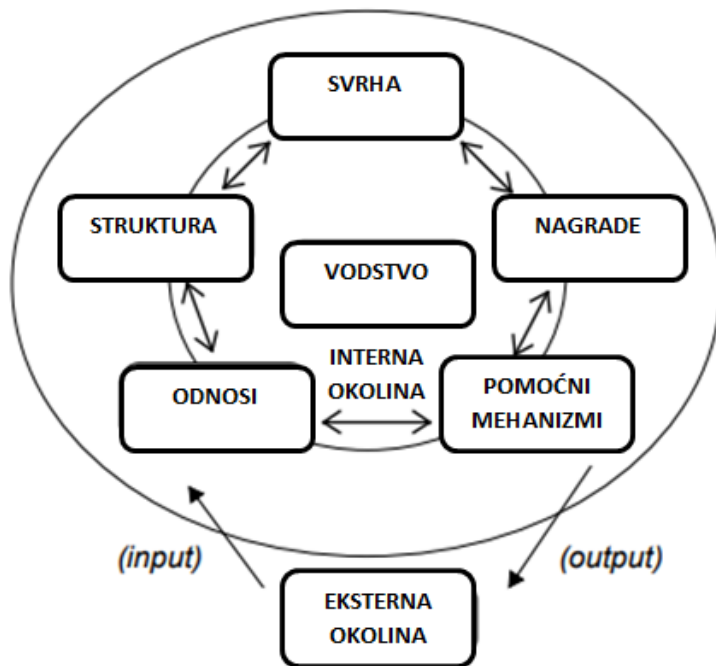 SVRHA
STRUKTURA
NAGRADE
VODSTVO
INTERNA
OKOLINA
ODNOSI
POMOĆNI
MEHANIZMI
(input)
(output)
EKSTERNA
OKOLINA